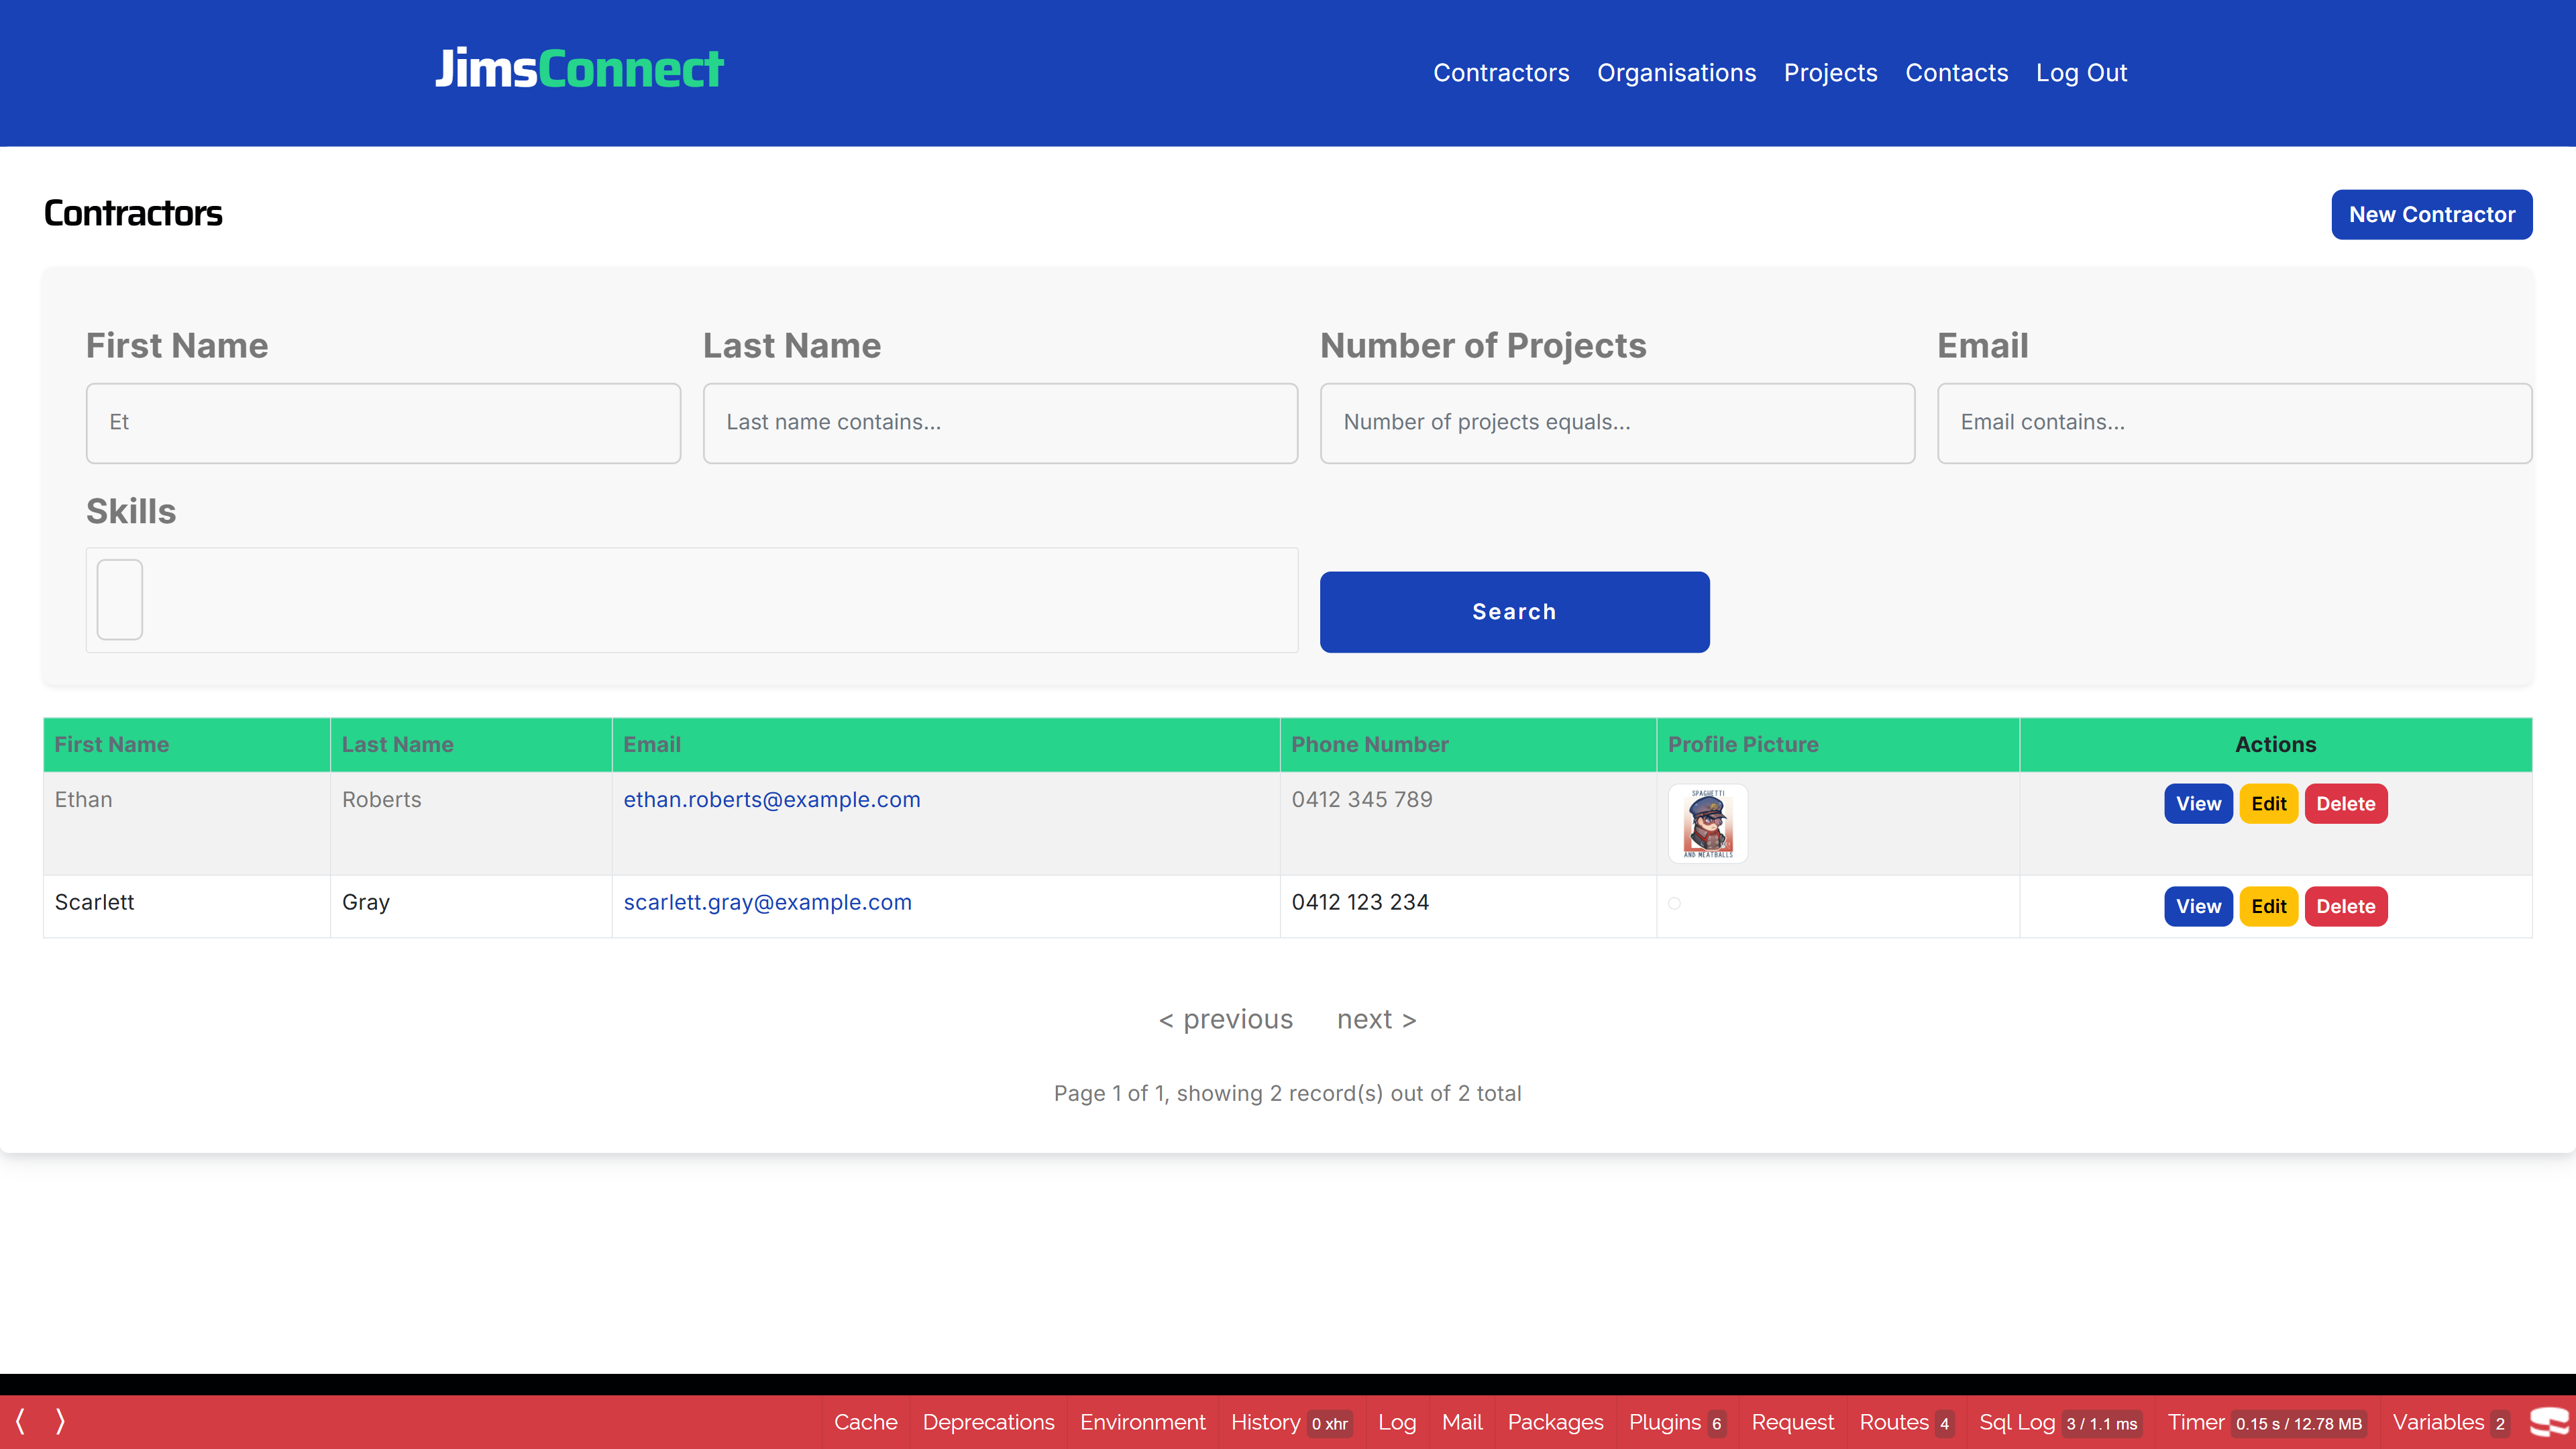 JimsConnect
Contractors Organisations Projects Contacts Log Out
Contractors
New Contractor
First Name Last Name Number of Projects Email
Et Last name contains... Number of projects equals... Email contains...
Skills
Search
First Name Last Name Email Phone Number Profile Picture Actions
Ethan Roberts ethan.roberts@example.com 0412 345 789 View Edit Delete
SPAGHETTI
AND MEATBALLS
Scarlett Gray scarlett.gray@example.com 0412 123 234 View Edit Delete
< previous next >
Page 1 of 1, showing 2 record(s) out of 2 total
Cache Deprecations Environment History 0 xhr Log Mail Packages Plugins 6 Request Routes 4 Sql Log 3 / 1.1 ms Timer 0.15 s / 12.78 MB Variables 2